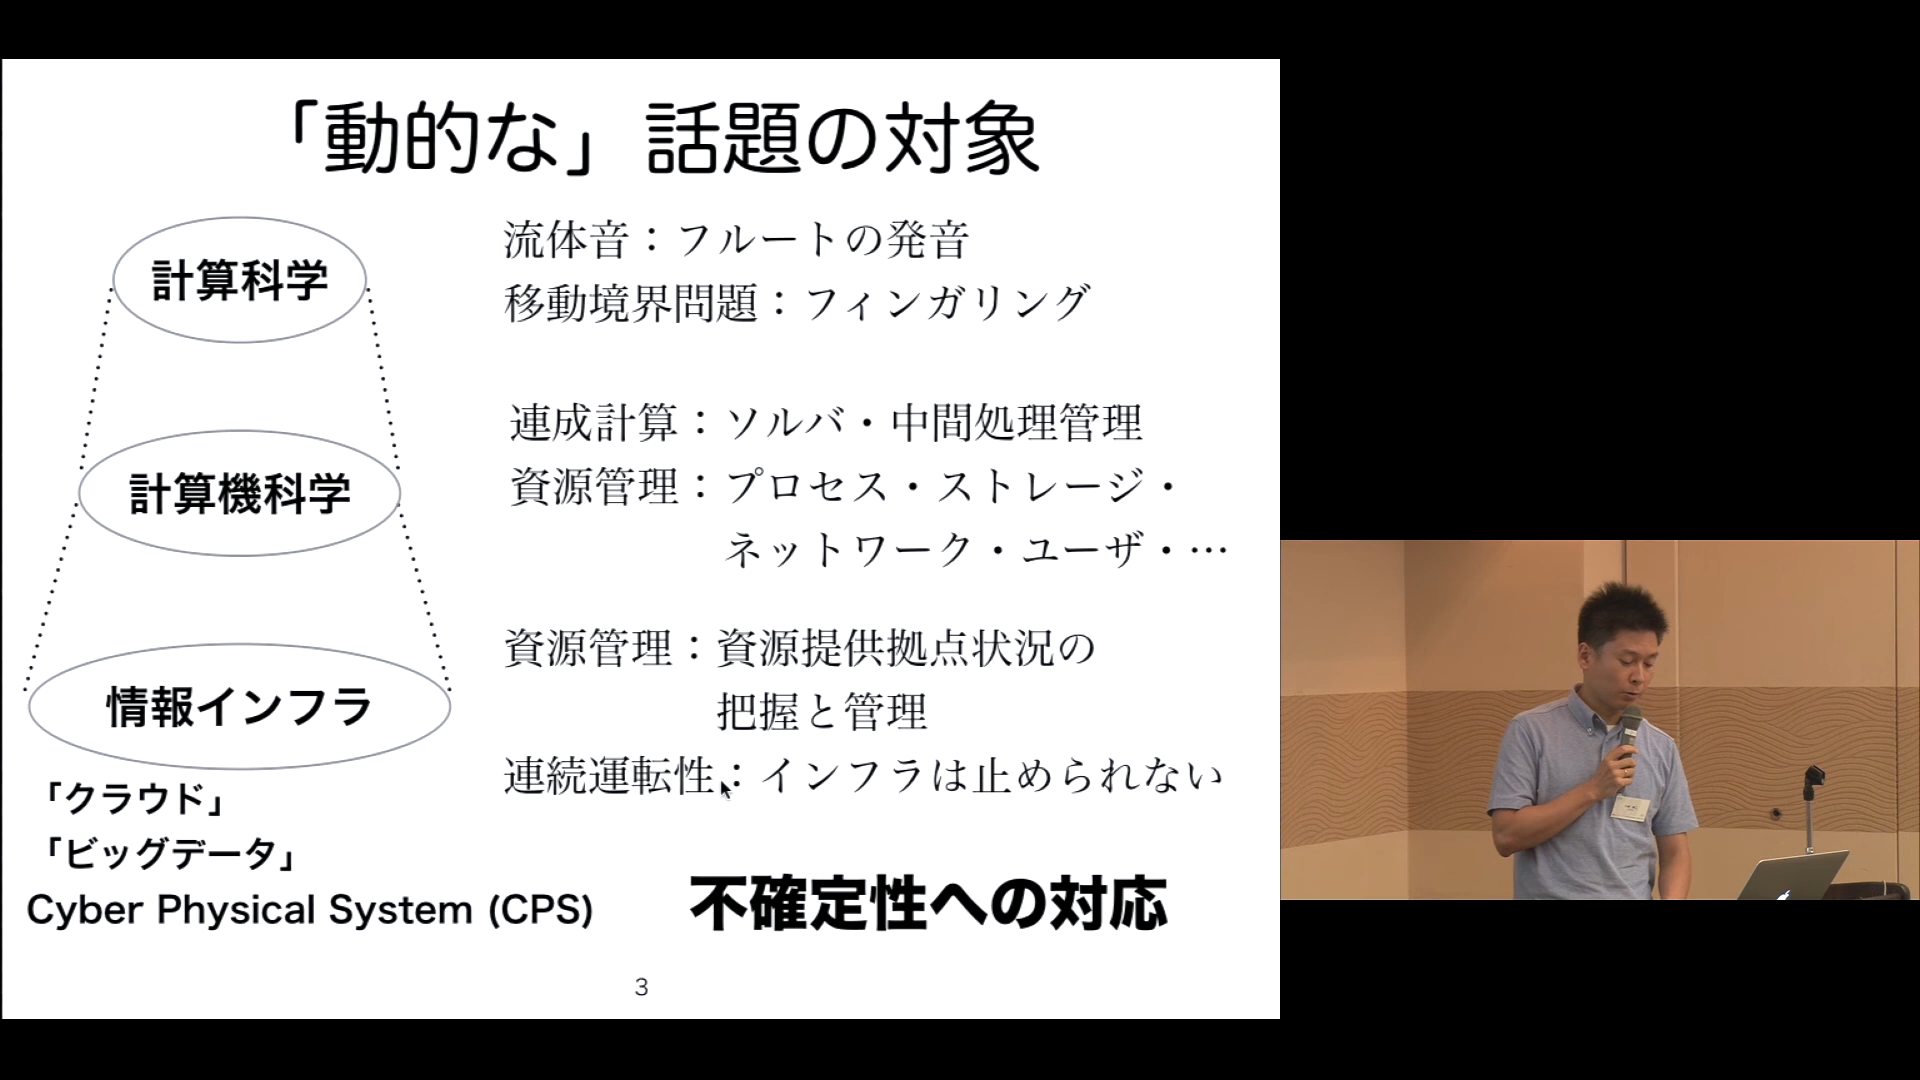 「動的な」話題の対象
計算科学
流体音：フルートの発音
移動境界問題：フィンガリング
計算機科学
連成計算：ソルバ・中間処理管理
資源管理：プロセス・ストレージ・
ネットワーク・ユーザ・…
情報インフラ
資源管理：資源提供拠点状況の
把握と管理
連続運転性：インフラは止められない
「クラウド」
「ビッグデータ」
Cyber Physical System (CPS)
不確定性への対応
3